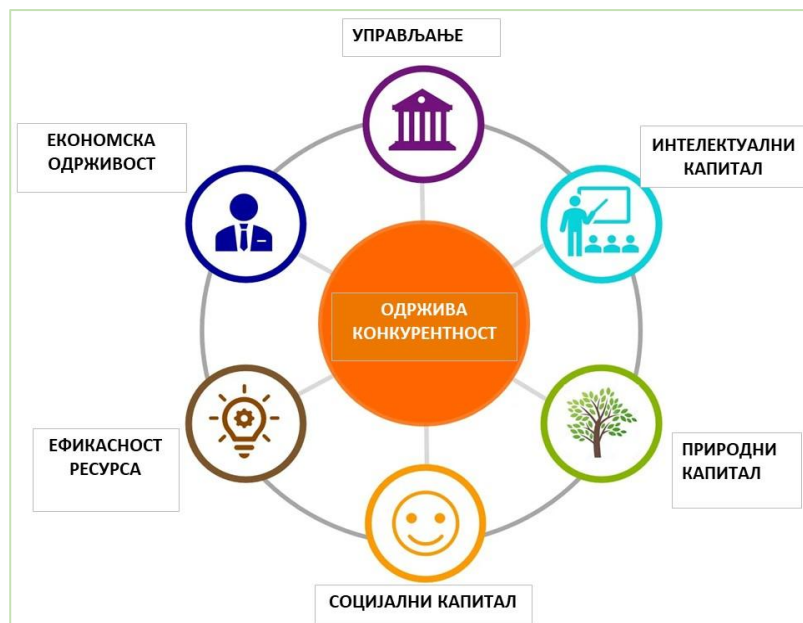 УПРАВЉАЊЕ
ЕКОНОМСКА
ОДРЖИВОСТ
ИНТЕЛЕКТУАЛНИ
КАПИТАЛ
ОДРЖИВА
КОНКУРЕНТНОСТ
ЕФИКАСНОСТ
РЕСУРСА
ПРИРОДНИ
КАПИТАЛ
СОЦИЈАЛНИ КАПИТАЛ